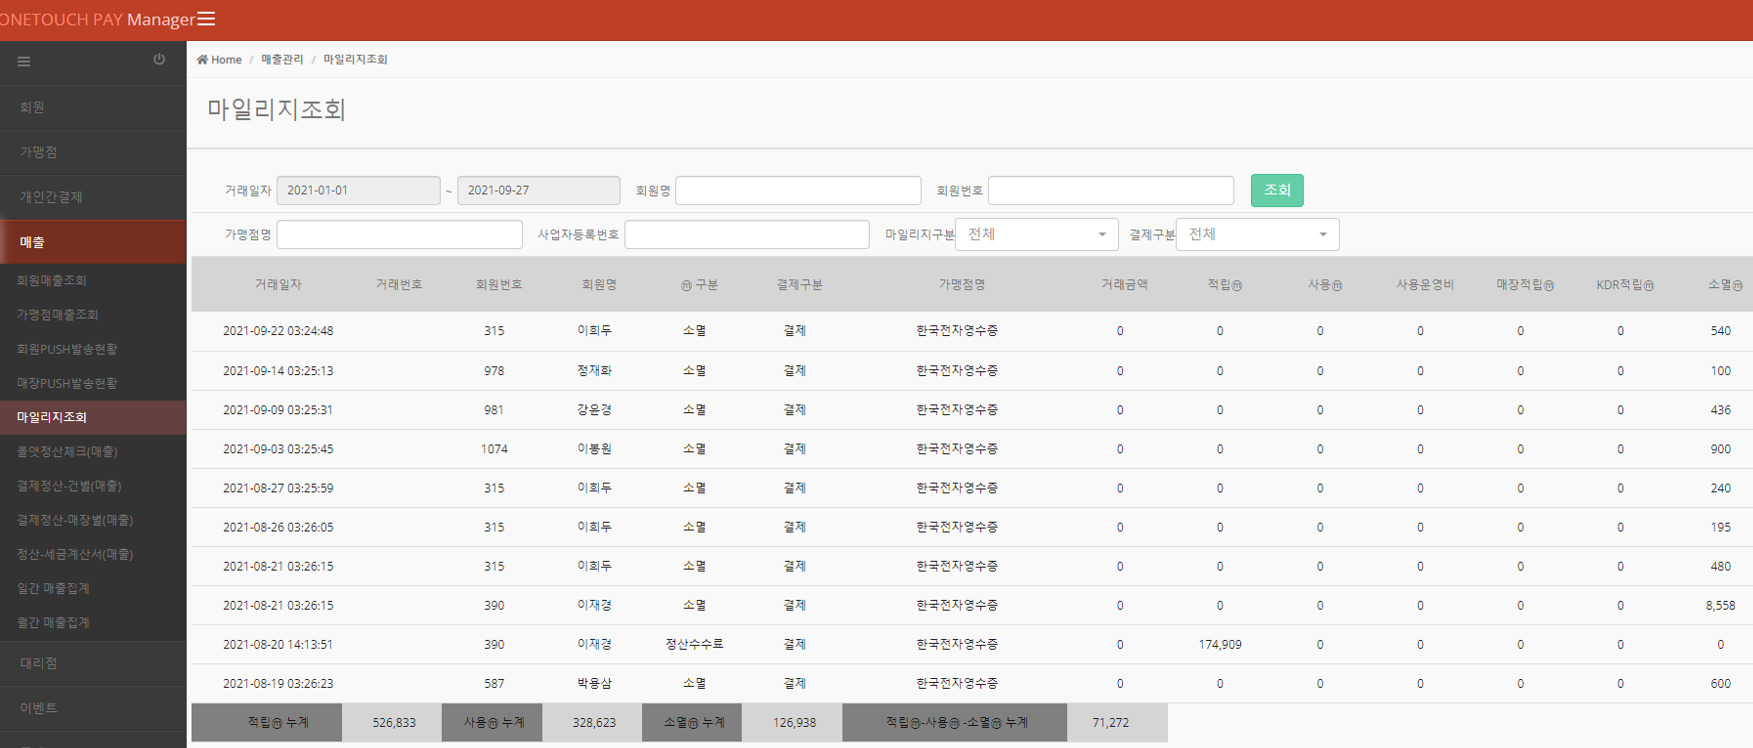 ONETOUCH PAY Manager
Home / 매출관리 / 마일리지조회
마일리지조회
회원
가맹점
개인간결제
매출
회원매출조회
가맹점매출조회
회원PUSH발송현황
매장PUSH발송현황
마일리지조회
올앳정산체크(매출)
결제정산-건별(매출)
결제정산-매장별(매출)
정산-세금계산서(매출)
일간 매출집계
월간 매출집계
대리점
이벤트
거래일자 2021-01-01 ~ 2021-09-27 회원명 회원번호 조회
가맹점명 사업자등록번호 마일리지구분 전체 결제구분 전체
거래일자 거래번호 회원번호 회원명 ⓜ 구분 결제구분 가맹점명 거래금액 적립ⓜ 사용ⓜ 사용운영비 매장적립ⓜ KDR적립ⓜ 소멸ⓜ
2021-09-22 03:24:48 315 이희두 소멸 결제 한국전자영수증 0 0 0 0 0 0 540
2021-09-14 03:25:13 978 정재화 소멸 결제 한국전자영수증 0 0 0 0 0 0 100
2021-09-09 03:25:31 981 강윤경 소멸 결제 한국전자영수증 0 0 0 0 0 0 436
2021-09-03 03:25:45 1074 이봉원 소멸 결제 한국전자영수증 0 0 0 0 0 0 900
2021-08-27 03:25:59 315 이희두 소멸 결제 한국전자영수증 0 0 0 0 0 0 240
2021-08-26 03:26:05 315 이희두 소멸 결제 한국전자영수증 0 0 0 0 0 0 195
2021-08-21 03:26:15 315 이희두 소멸 결제 한국전자영수증 0 0 0 0 0 0 480
2021-08-21 03:26:15 390 이재경 소멸 결제 한국전자영수증 0 0 0 0 0 0 8,558
2021-08-20 14:13:51 390 이재경 정산수수료 결제 한국전자영수증 0 174,909 0 0 0 0 0
2021-08-19 03:26:23 587 박용삼 소멸 결제 한국전자영수증 0 0 0 0 0 0 600
적립ⓜ 누계 526,833 사용ⓜ 누계 328,623 소멸ⓜ 누계 126,938 적립ⓜ-사용ⓜ -소멸ⓜ 누계 71,272